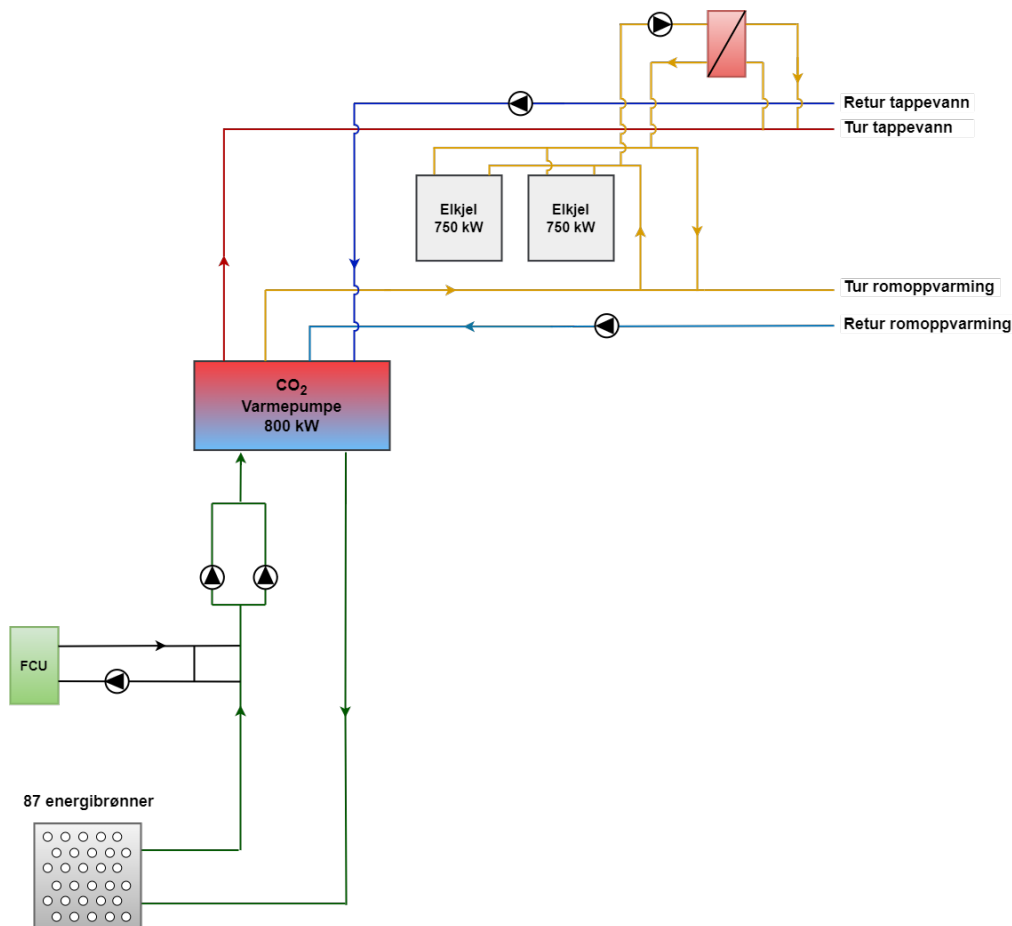 Retur tappevann
Tur tappevann
Elkjel
750 kW
Elkjel
750 kW
Tur romoppvarming
Retur romoppvarming
CO₂
Varmepumpe
800 kW
FCU
87 energibrønner